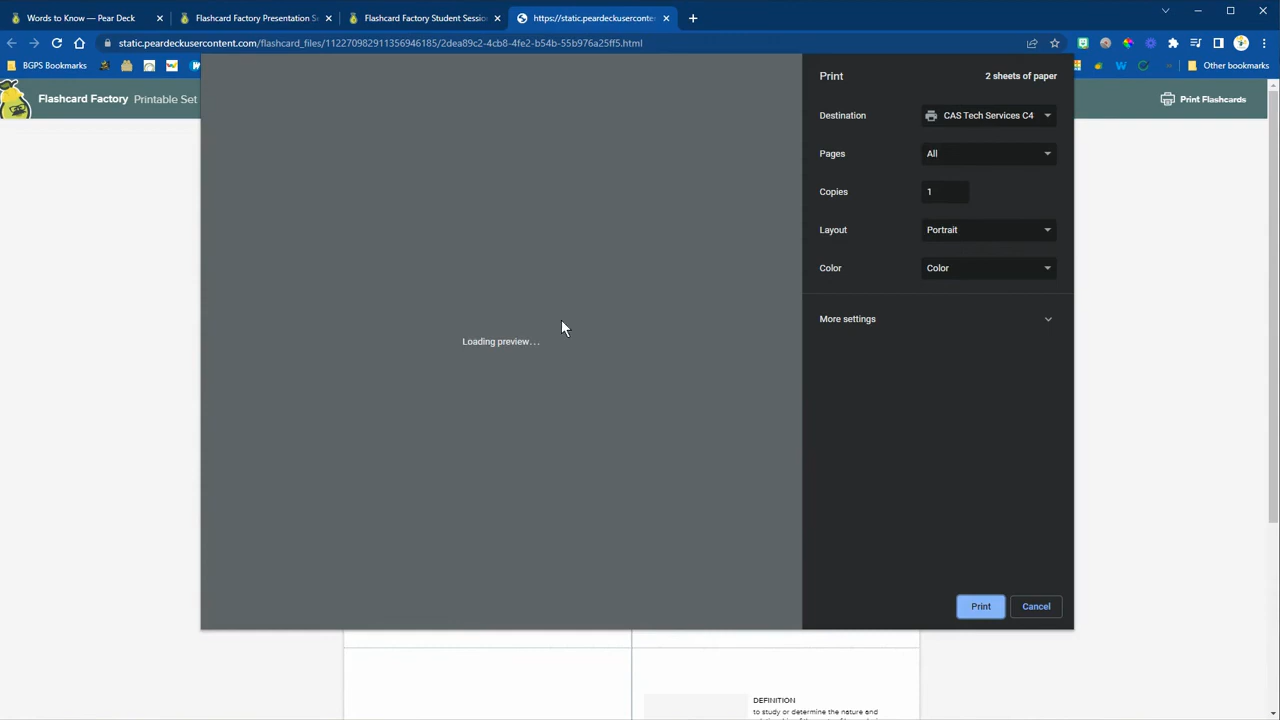 Words to Know — Pear Deck
Flashcard Factory Presentation Se
Flashcard Factory Student Session
https://static.peardeckusercontent
static.peardeckusercontent.com/flashcard_files/112270982911356946185/2dea89c2-4cb8-4fe2-b54b-55b976a25ff5.html
BGPS Bookmarks
Other bookmarks
Flashcard Factory Printable Set
Print Flashcards
Print
2 sheets of paper
Destination
CAS Tech Services C4
Pages
All
Copies
1
Layout
Portrait
Color
Color
More settings
Loading preview...
Print
Cancel
DEFINITION
to study or determine the nature and